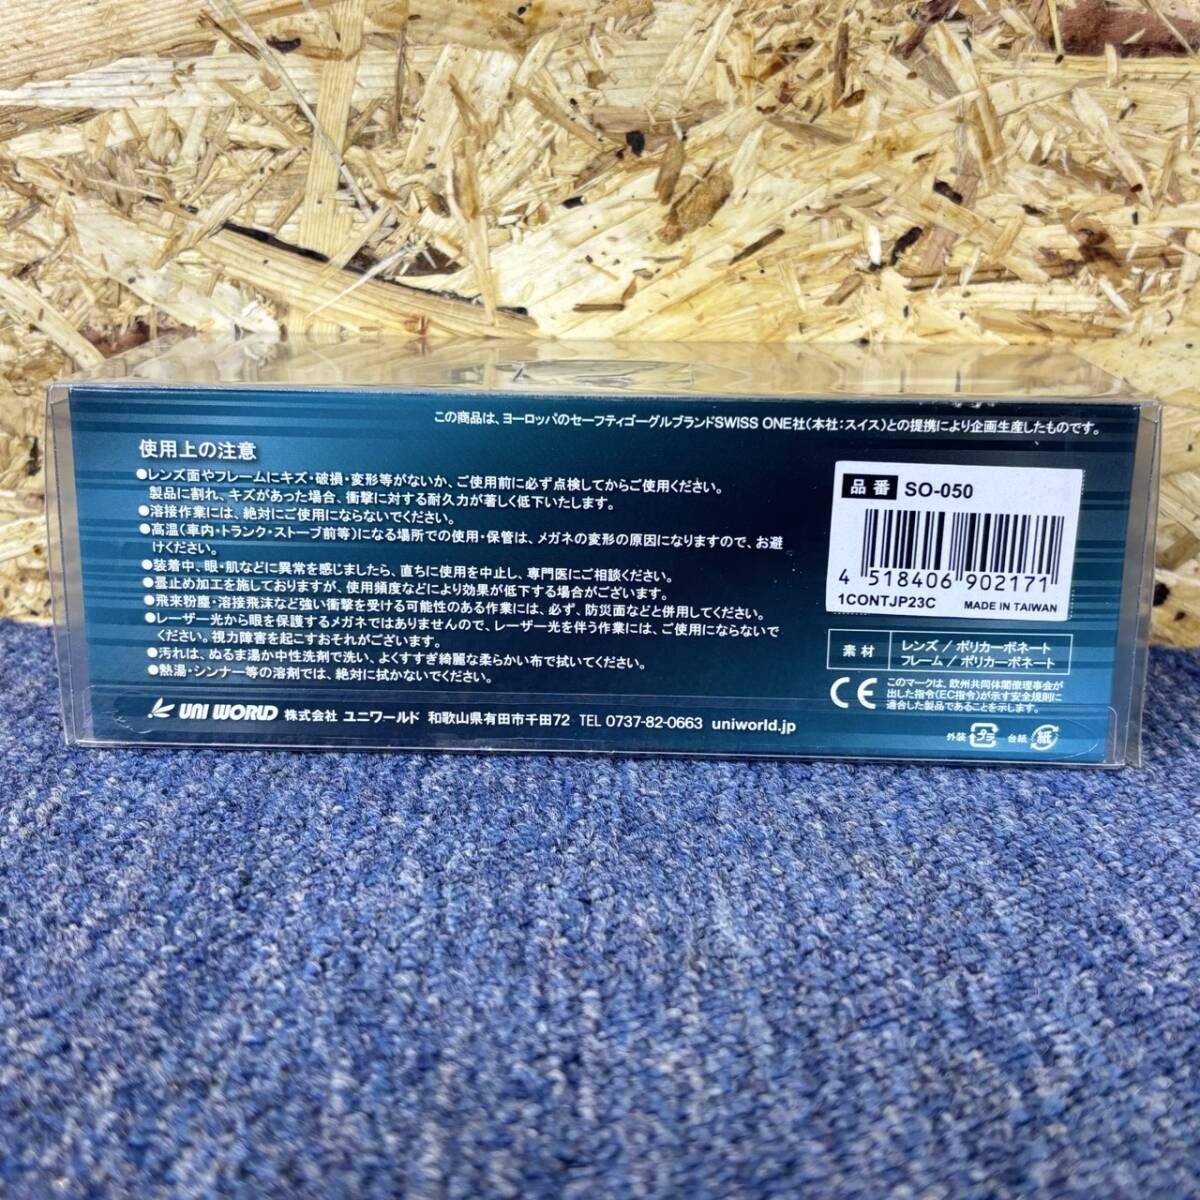 この商品は、ヨーロッパのセーフティゴーグルブランドSWISS ONE社(本社:スイス)との提携により企画生産したものです。
使用上の注意
●レンズ面やフレームにキズ・破損・変形等がないか、ご使用前に必ず点検してからご使用ください。
製品に割れ、キズがあった場合、衝撃に対する耐久力が著しく低下いたします。
●溶接作業には、絶対にご使用にならないでください。
●高温(車内・トランク・ストーブ前等)になる場所での使用・保管は、メガネの変形の原因になりますので、お避
けください。
●装着中、眼・肌などに異常を感じましたら、直ちに使用を中止し、専門医にご相談ください。
●曇止め加工を施しておりますが、使用頻度などにより効果が低下する場合がございます。
●飛来粉塵・溶接飛沫など強い衝撃を受ける可能性のある作業には、必ず、防災面などと併用してください。
●レーザー光から眼を保護するメガネではありませんので、レーザー光を伴う作業には、ご使用にならないで
ください。視力障害を起こすおそれがございます。
●汚れは、ぬるま湯か中性洗剤で洗い、よくすすぎ綺麗な柔らかい布で拭いてください。
●熱湯・シンナー等の溶剤では、絶対に拭かないでください。
UNI WORLD 株式会社 ユニワールド 和歌山県有田市千田72 TEL 0737-82-0663 uniworld.jp
品番 SO-050
4 518406 902171
1CONTJP23C MADE IN TAIWAN
素材 レンズ/ポリカーボネート
フレーム/ポリカーボネート
CE このマークは、欧州共同体閣僚理事会が
出した指令(EC指令)が示す安全規則に
適合した製品であることを示します。
外装 プラ 台紙 紙